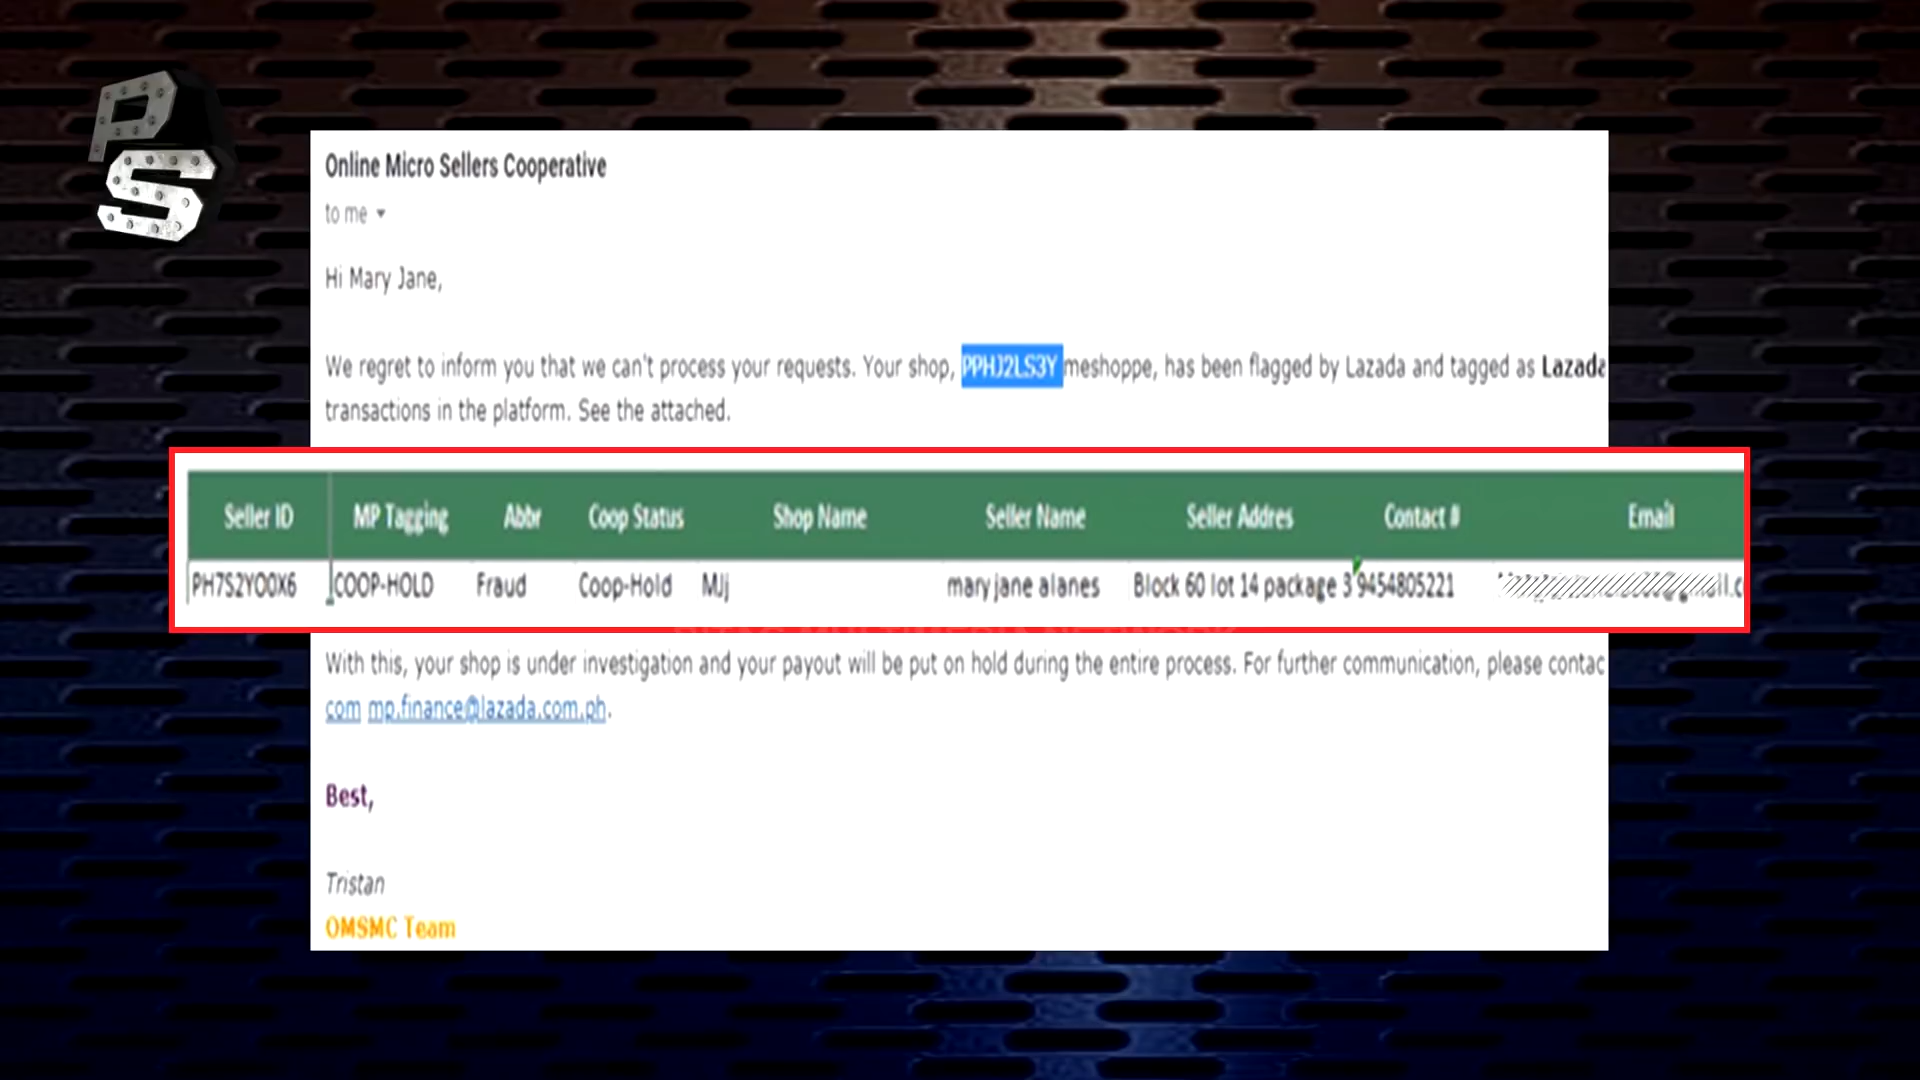 PS
Online Micro Sellers Cooperative
to me
Hi Mary Jane,
We regret to inform you that we can't process your requests. Your shop, PPHJ2LS3Y meshoppe, has been flagged by Lazada and tagged as Lazada
transactions in the platform. See the attached.
Seller ID MP Tagging Abbr Coop Status Shop Name Seller Name Seller Addres Contact # Email
PH7S2YO0X6 COOP-HOLD Fraud Coop-Hold MJj mary jane alanes Block 60 lot 14 package 3 9454805221
With this, your shop is under investigation and your payout will be put on hold during the entire process. For further communication, please contac
com mp.finance@lazada.com.ph.
Best,
Tristan
OMSMC Team